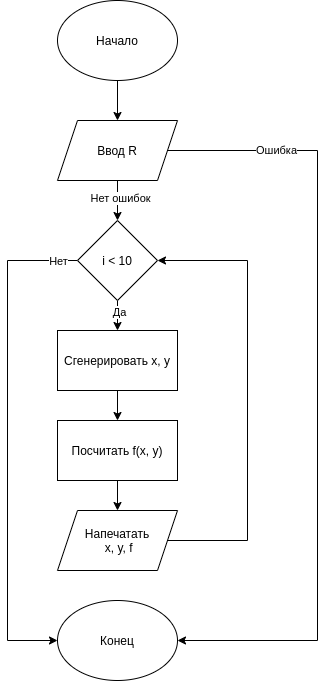 Начало
Ввод R
Ошибка
Нет ошибок
i < 10
Нет
Да
Сгенерировать x, y
Посчитать f(x, y)
Напечатать
x, y, f
Конец